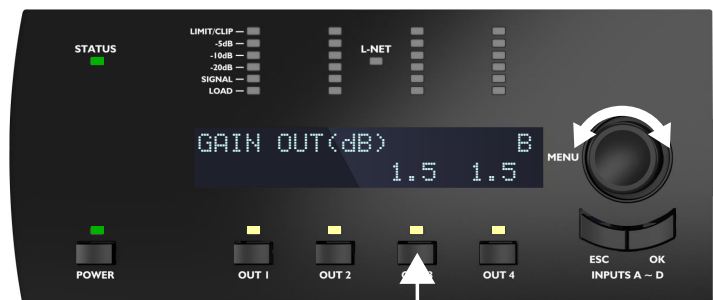 LIMIT/CLIP
-5dB
STATUS
L-NET
-10dB
-20dB
SIGNAL
LOAD
GAIN OUT(dB) B
MENU
1.5 1.5
ESC OK
POWER OUT 1 OUT 2 OUT 4 INPUTS A ~ D